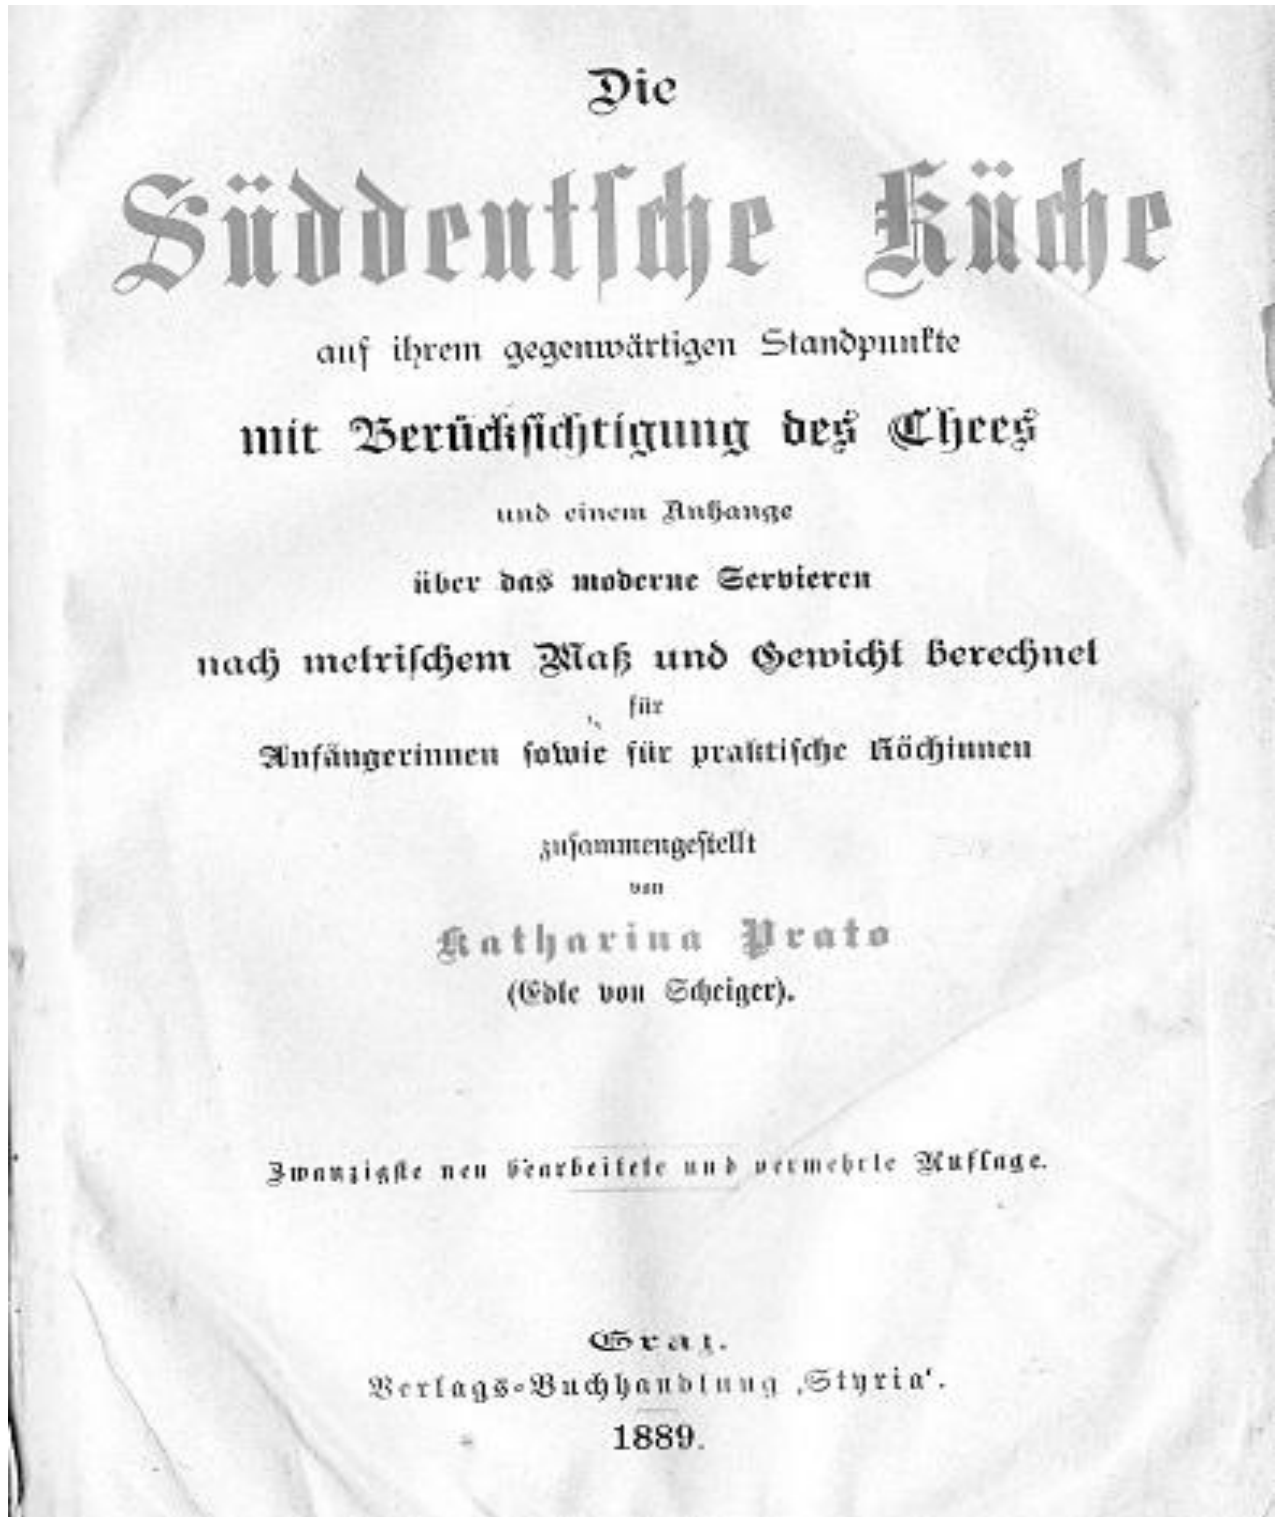 Die
Süddeutsche Küche
auf ihrem gegenwärtigen Standpunkte
mit Berücksichtigung des Thees
und einem Anhange
über das moderne Servieren
nach metrischem Maß und Gewicht berechnet
für
Anfängerinnen sowie für praktische Köchinnen
zusammengestellt
von
Katharina Prato
(Edle von Scheiger).
Zwanzigste neu bearbeitete und vermehrte Auflage.
Graz.
Verlags-Buchhandlung ‚Styria‘.
1889.